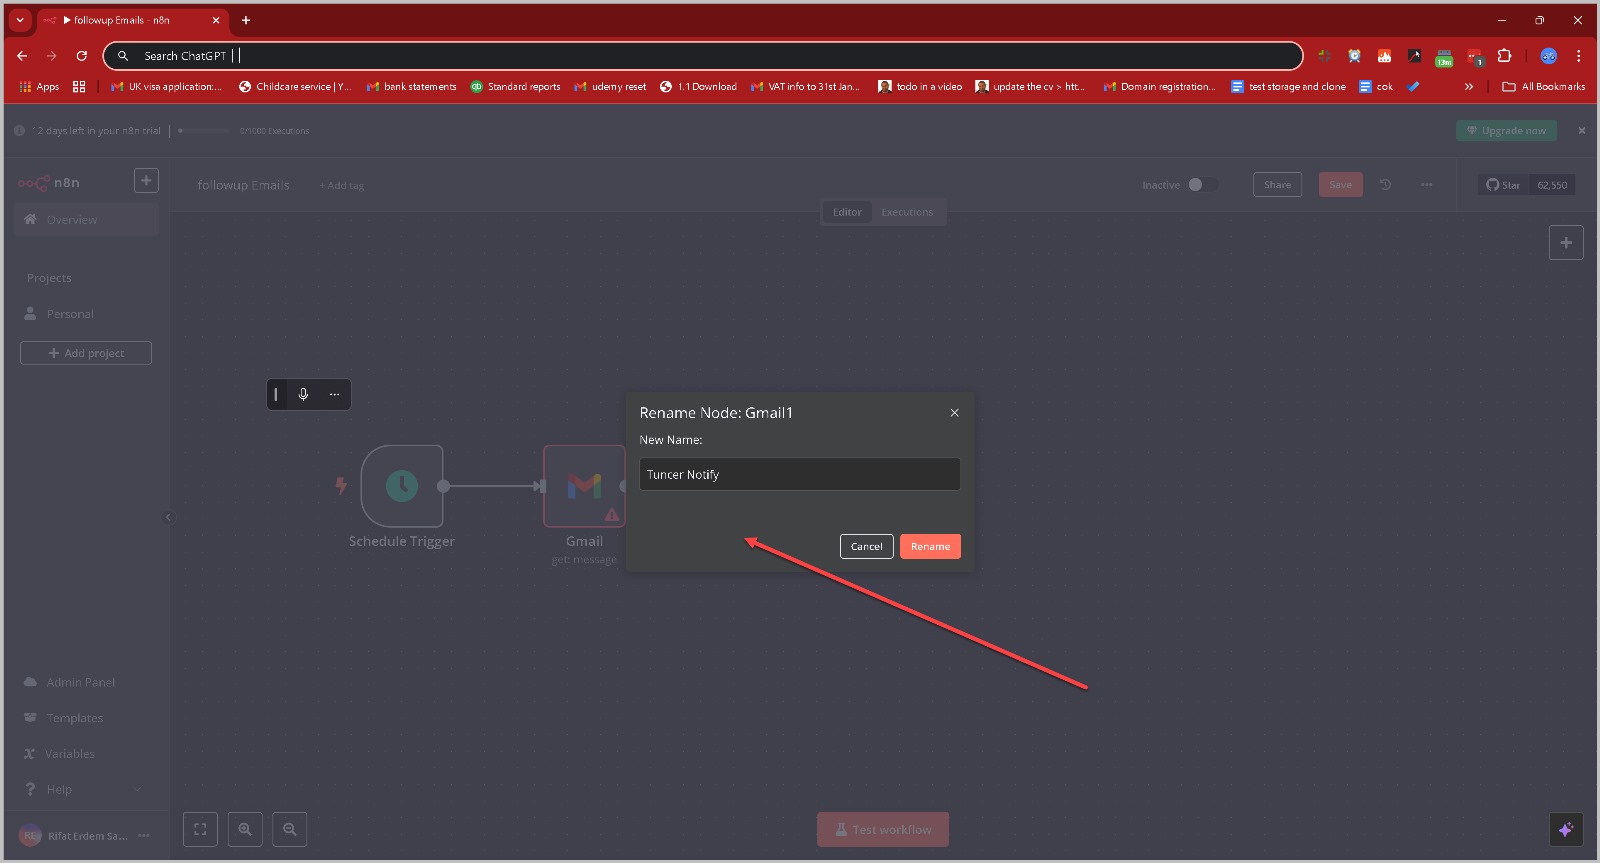 followup Emails - n8n
Search ChatGPT
Apps
UK visa application:...
Childcare service | Y...
bank statements
Standard reports
udemy reset
1.1 Download
VAT info to 31st Jan...
todo in a video
update the cv > htt...
Domain registration...
test storage and clone
cok
All Bookmarks
13m
1
12 days left in your n8n trial
0/1000 Executions
Upgrade now
n8n
followup Emails
+ Add tag
Inactive
Share
Save
Star
62,550
Editor
Executions
Overview
Projects
Personal
+ Add project
Rename Node: Gmail1
New Name:
Tuncer Notify
Cancel
Rename
Schedule Trigger
Gmail
get: message
Admin Panel
Templates
Variables
Help
RE
Rifat Erdem Sa...
Test workflow